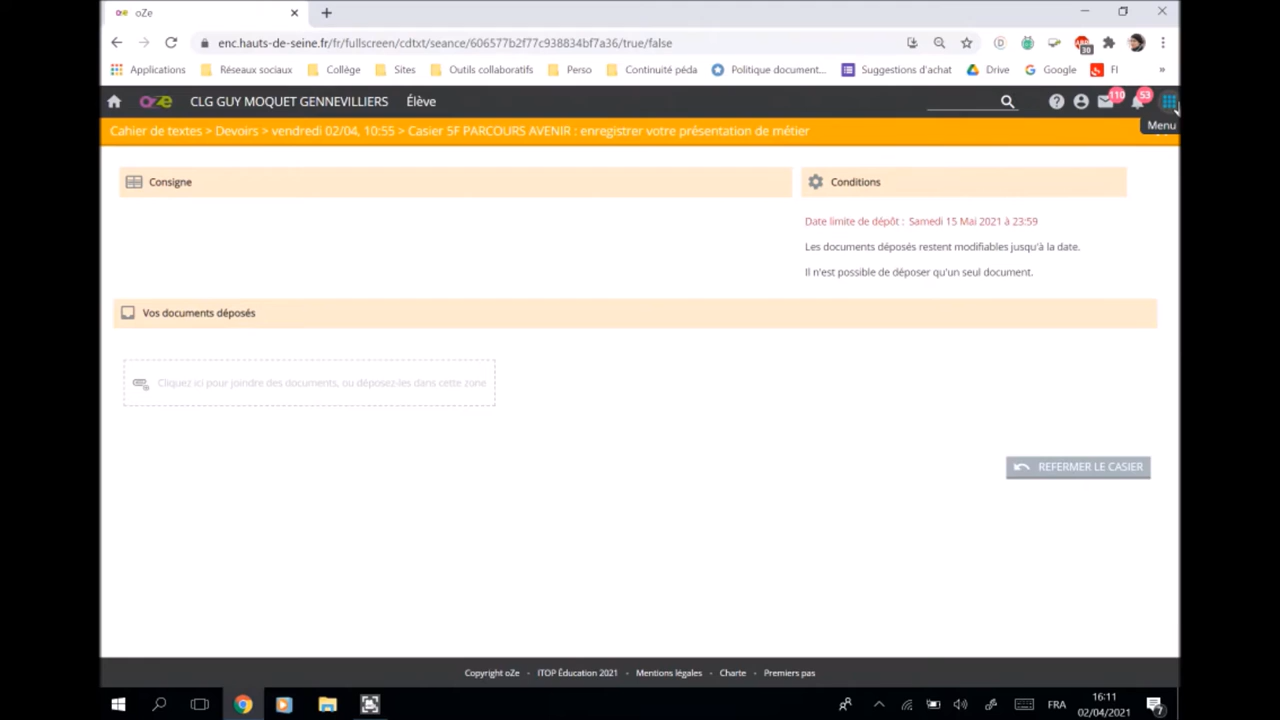 oZe
enc.hauts-de-seine.fr/fr/fullscreen/cdtxt/seance/606577b2f77c938834bf7a36/true/false
30
Applications Réseaux sociaux Collège Sites Outils collaboratifs Perso Continuité péda Politique document... Suggestions d'achat Drive Google FI »
oze CLG GUY MOQUET GENNEVILLIERS Élève 110 53
Cahier de textes > Devoirs > vendredi 02/04, 10:55 > Casier 5F PARCOURS AVENIR : enregistrer votre présentation de métier
Menu
Consigne
Conditions
Date limite de dépôt : Samedi 15 Mai 2021 à 23:59
Les documents déposés restent modifiables jusqu'à la date.
Il n'est possible de déposer qu'un seul document.
Vos documents déposés
Cliquez ici pour joindre des documents, ou déposez-les dans cette zone
REFERMER LE CASIER
Copyright oZe • ITOP Éducation 2021 • Mentions légales • Charte • Premiers pas
FRA
16:11
02/04/2021
7